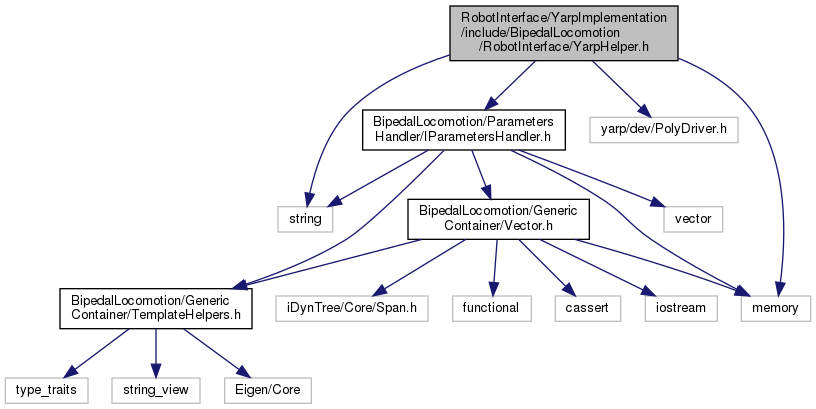 RobotInterface/YarpImplementation
/include/BipedalLocomotion
/RobotInterface/YarpHelper.h
BipedalLocomotion/Parameters
Handler/IParametersHandler.h
yarp/dev/PolyDriver.h
string
BipedalLocomotion/Generic
Container/Vector.h
vector
BipedalLocomotion/Generic
Container/TemplateHelpers.h
iDynTree/Core/Span.h
functional
cassert
iostream
memory
type_traits
string_view
Eigen/Core